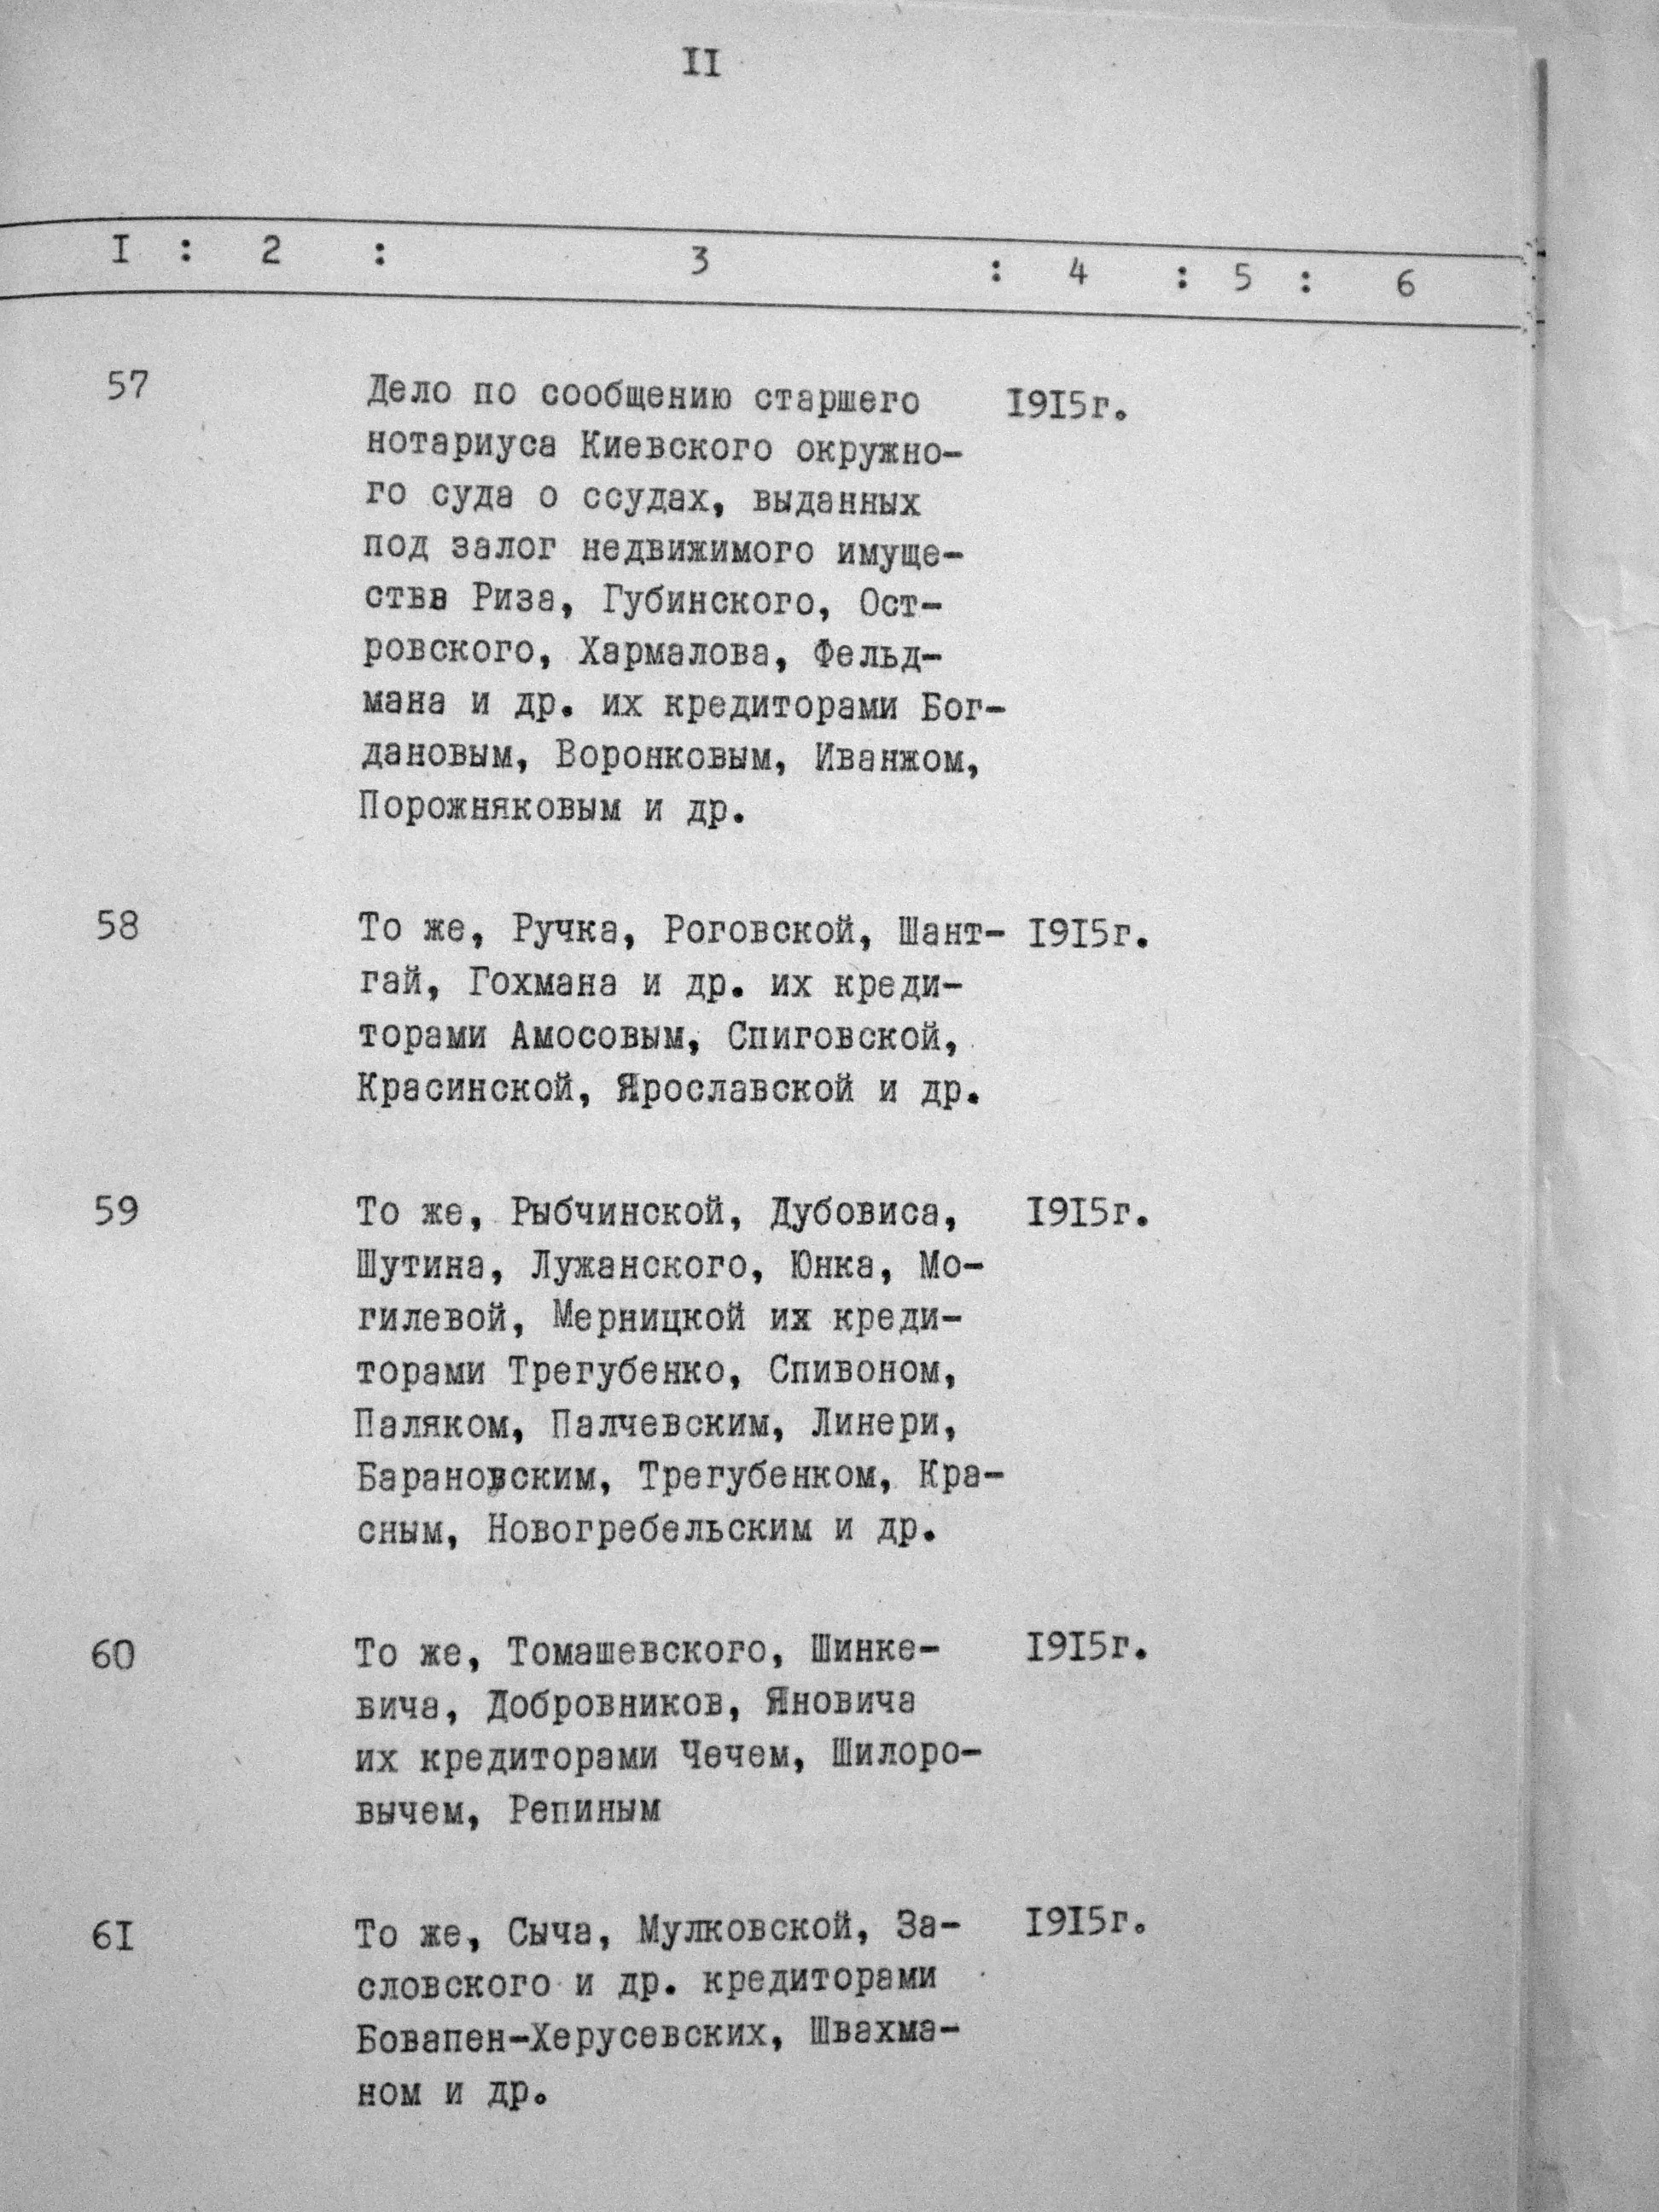 II
I : 2 : 3 : 4 : 5 : 6
57 Дело по сообщению старшего 1915г.
нотариуса Киевского окружно-
го суда о ссудах, выданных
под залог недвижимого имуще-
ства Риза, Губинского, Ост-
ровского, Хармалова, Фельд-
мана и др. их кредиторами Бог-
дановым, Воронковым, Иванжом,
Порожняковым и др.
58 То же, Ручка, Роговской, Шант- 1915г.
гай, Гохмана и др. их креди-
торами Амосовым, Спиговской,
Красинской, Ярославской и др.
59 То же, Рыбчинской, Дубовиса, 1915г.
Шутина, Лужанского, Юнка, Мо-
гилевой, Мерницкой их креди-
торами Трегубенко, Спивоном,
Паляком, Палчевским, Линери,
Барановским, Трегубенком, Кра-
сным, Новогребельским и др.
60 То же, Томашевского, Шинке- 1915г.
вича, Добровников, Яновича
их кредиторами Чечем, Шилоро-
вычем, Репиным
6I То же, Сыча, Мулковской, За- 1915г.
словского и др. кредиторами
Бовапен-Херусевских, Швахма-
ном и др.